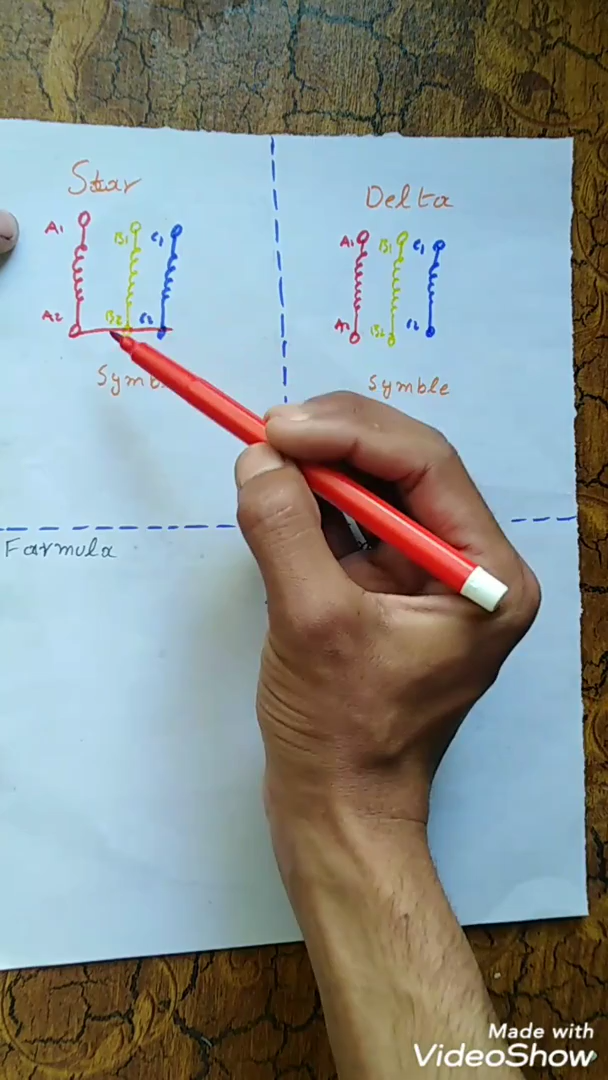 Star
Delta
A1 B1 C1
A2 B2 C2
A1 B1 C1
A2 B2 C2
Symb
Symble
Farmula
Made with
VideoShow